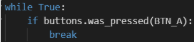 while True:
    if buttons.was_pressed(BTN_A):
        break